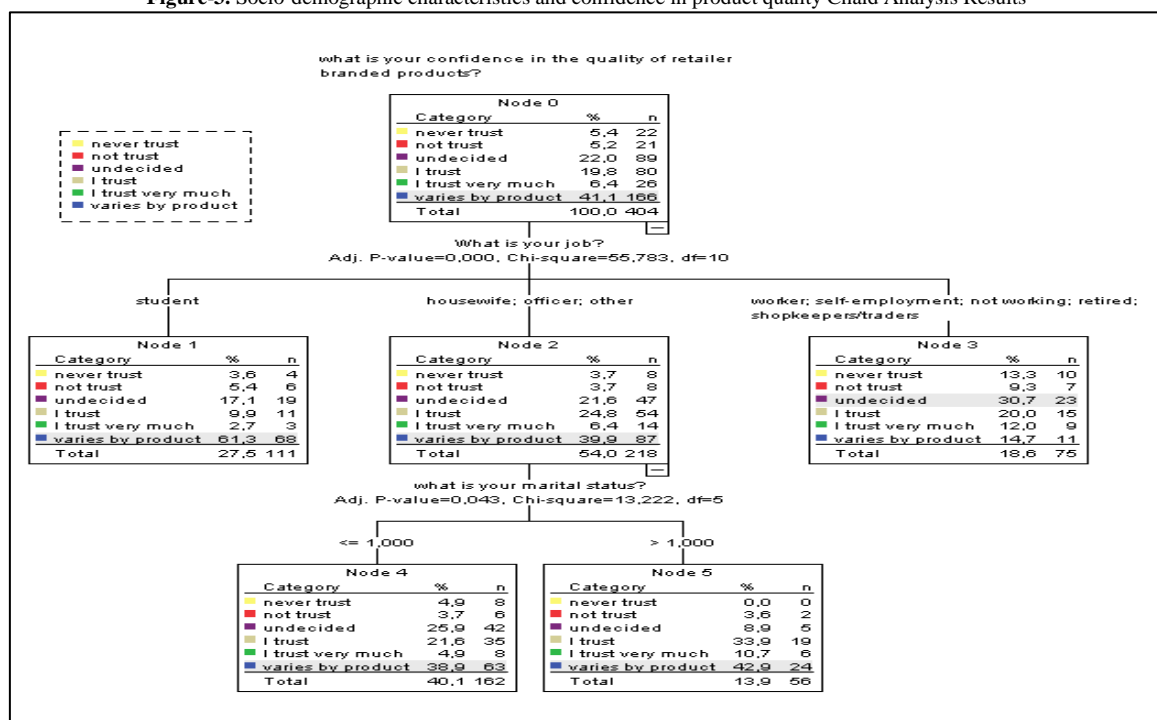 Figure-3. Socio-demographic characteristics and confidence in product quality Chaid Analysis Results
what is your confidence in the quality of retailer
branded products?
never trust
not trust
undecided
I trust
I trust very much
varies by product
Node 0
Category % n
never trust 5,4 22
not trust 5,2 21
undecided 22,0 89
I trust 19,8 80
I trust very much 6,4 26
varies by product 41,1 166
Total 100,0 404
What is your job?
Adj. P-value=0,000, Chi-square=55,783, df=10
student
housewife; officer; other
worker; self-employment; not working; retired;
shopkeepers/traders
Node 1
Category % n
never trust 3,6 4
not trust 5,4 6
undecided 17,1 19
I trust 9,9 11
I trust very much 2,7 3
varies by product 61,3 68
Total 27,5 111
Node 2
Category % n
never trust 3,7 8
not trust 3,7 8
undecided 21,6 47
I trust 24,8 54
I trust very much 6,4 14
varies by product 39,9 87
Total 54,0 218
Node 3
Category % n
never trust 13,3 10
not trust 9,3 7
undecided 30,7 23
I trust 20,0 15
I trust very much 12,0 9
varies by product 14,7 11
Total 18,6 75
what is your marital status?
Adj. P-value=0,043, Chi-square=13,222, df=5
<= 1,000
> 1,000
Node 4
Category % n
never trust 4,9 8
not trust 3,7 6
undecided 25,9 42
I trust 21,6 35
I trust very much 4,9 8
varies by product 38,9 63
Total 40,1 162
Node 5
Category % n
never trust 0,0 0
not trust 3,6 2
undecided 8,9 5
I trust 33,9 19
I trust very much 10,7 6
varies by product 42,9 24
Total 13,9 56